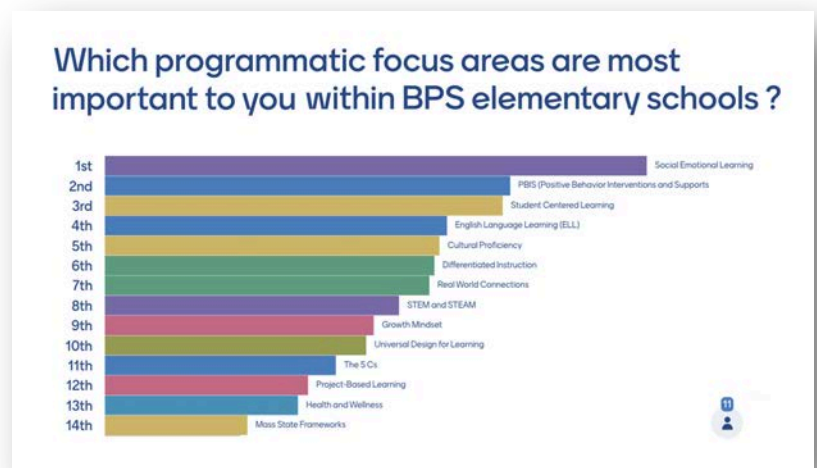 Which programmatic focus areas are most
important to you within BPS elementary schools ?
1st Social Emotional Learning
2nd PBIS (Positive Behavior Interventions and Supports
3rd Student Centered Learning
4th English Language Learning (ELL)
5th Cultural Proficiency
6th Differentiated Instruction
7th Real World Connections
8th STEM and STEAM
9th Growth Mindset
10th Universal Design for Learning
11th The 5 Cs
12th Project-Based Learning
13th Health and Wellness
14th Mass State Frameworks
11